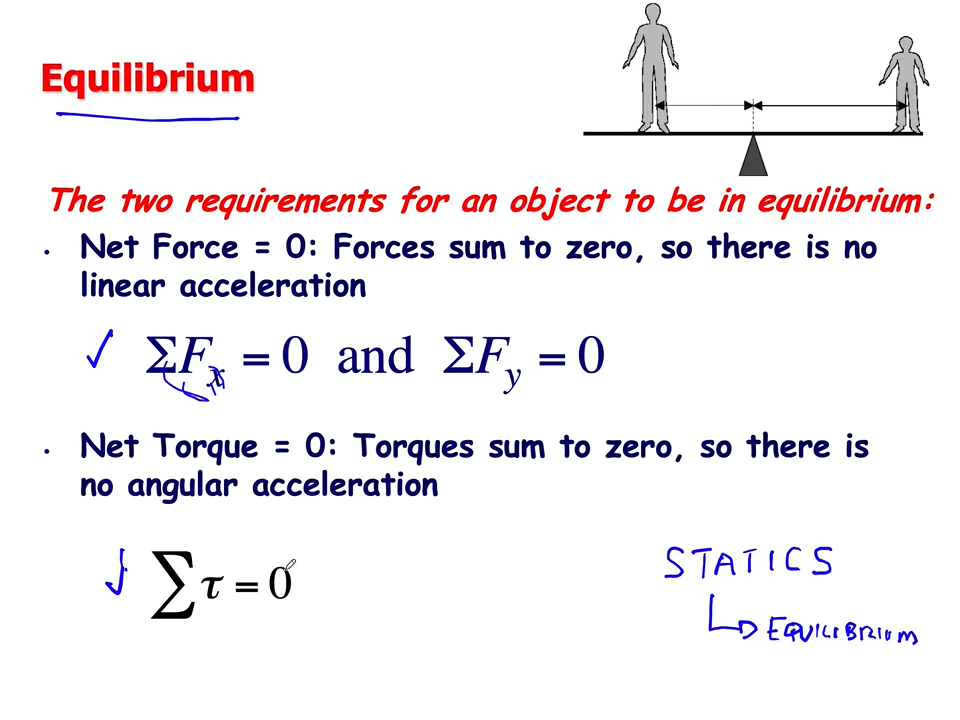 Equilibrium
The two requirements for an object to be in equilibrium:
• Net Force = 0: Forces sum to zero, so there is no
linear acceleration
✓ ΣFₓ = 0 and ΣF_y = 0
• Net Torque = 0: Torques sum to zero, so there is
no angular acceleration
∑τ = 0
STATICS
↳ EQUILIBRIUM